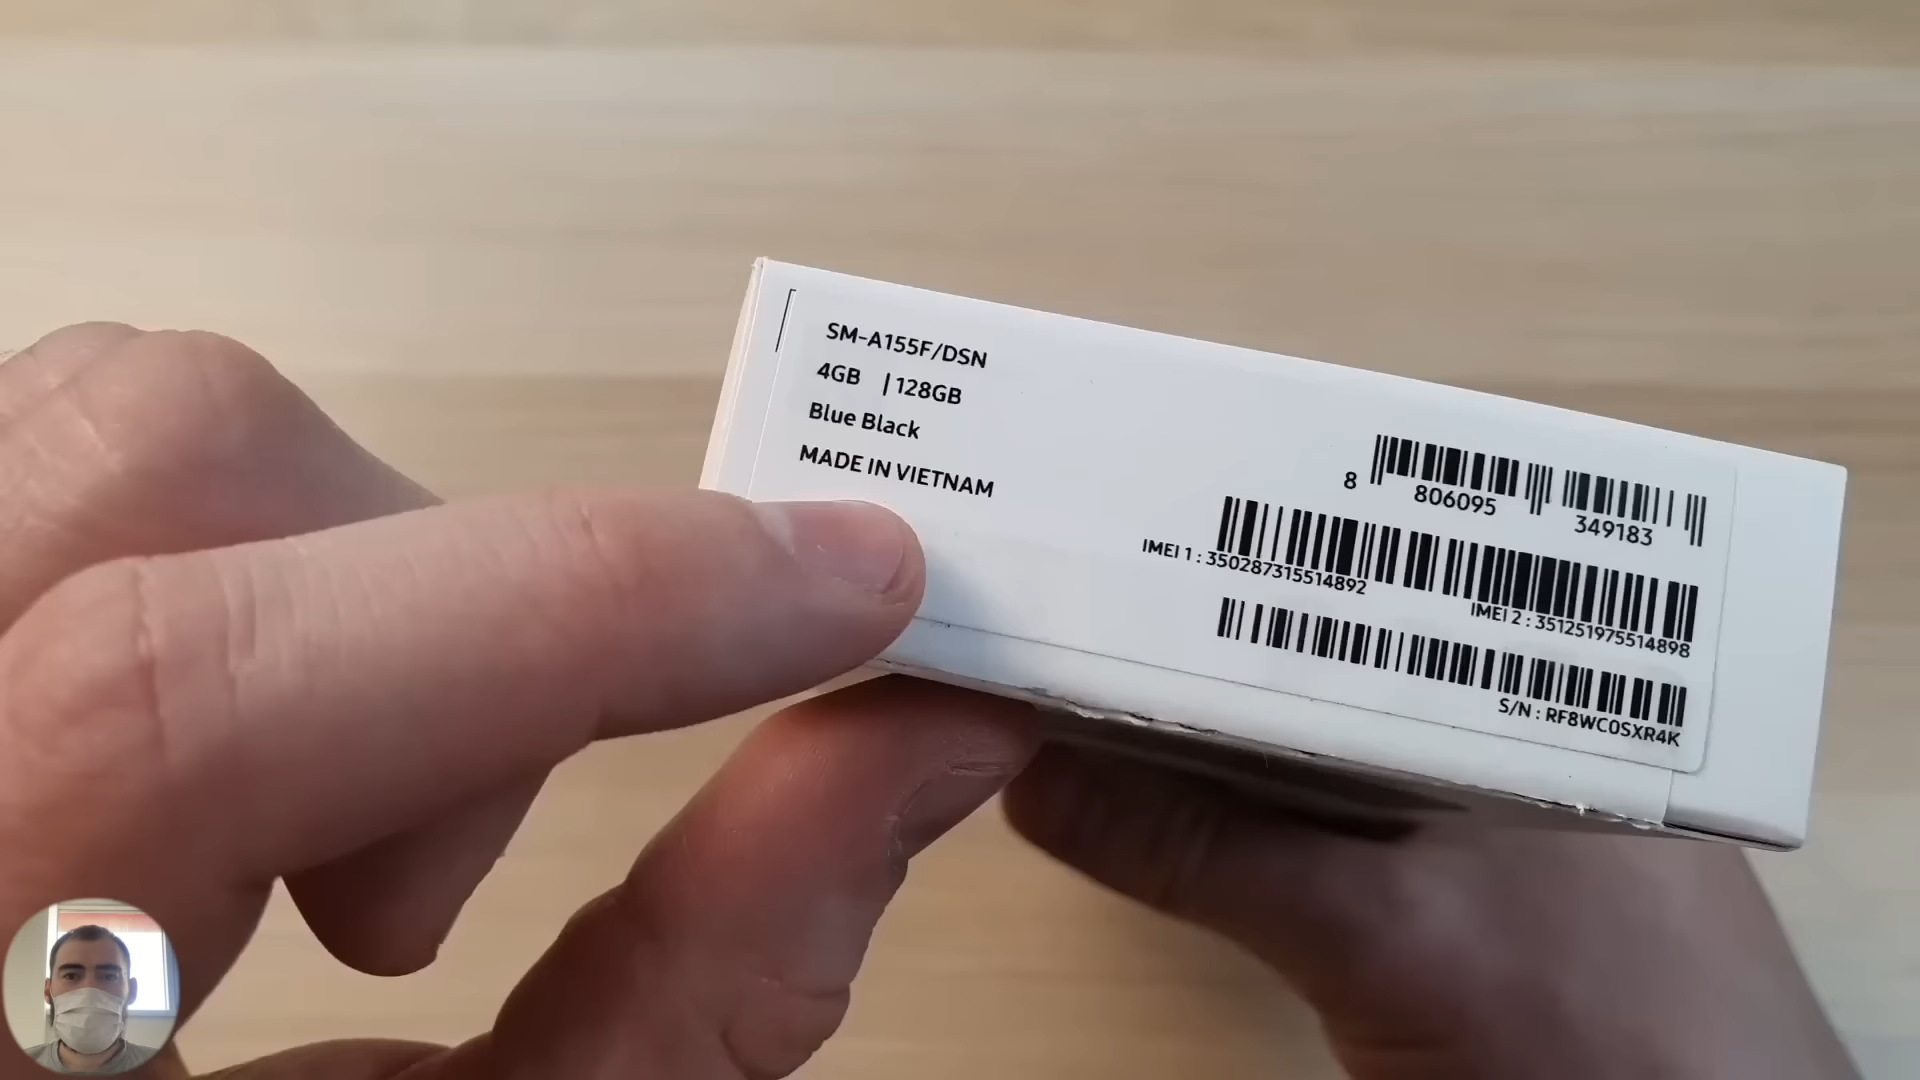 SM-A155F/DSN
4GB | 128GB
Blue Black
MADE IN VIETNAM
8 806095 349183
IMEI 1 : 350287315514892
IMEI 2 : 351251975514898
S/N : RF8WC0SXR4K